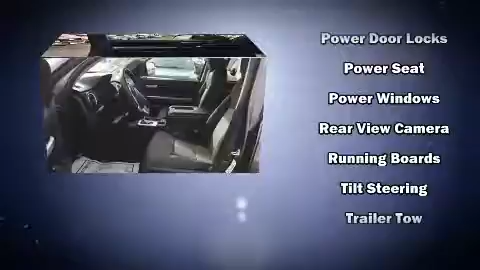 Power Door Locks
Power Seat
Power Windows
Rear View Camera
Running Boards
Tilt Steering
Trailer Tow